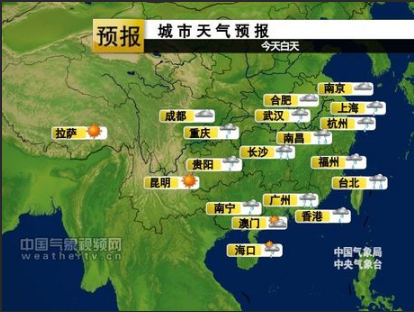 预报
城市天气预报
今天白天
南京
合肥
上海
成都
武汉
杭州
拉萨
重庆
南昌
长沙
贵阳
福州
昆明
台北
广州
南宁
香港
澳门
海口
中国气象视频网
weathertv.cn
中国气象局
中央气象台